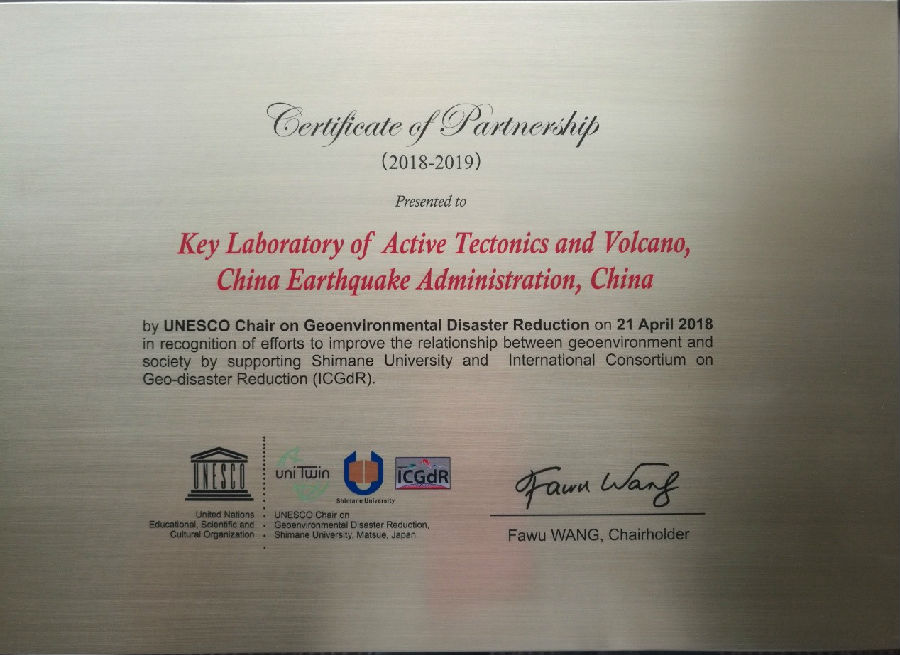 Certificate of Partnership
(2018-2019)
Presented to
Key Laboratory of Active Tectonics and Volcano,
China Earthquake Administration, China
by UNESCO Chair on Geoenvironmental Disaster Reduction on 21 April 2018
in recognition of efforts to improve the relationship between geoenvironment and
society by supporting Shimane University and International Consortium on
Geo-disaster Reduction (ICGdR).
UNESCO
United Nations
Educational, Scientific and
Cultural Organization
uniTwin
Shimane University
ICGdR
UNESCO Chair on
Geoenvironmental Disaster Reduction,
Shimane University, Matsue, Japan
Fawu Wang
Fawu WANG, Chairholder